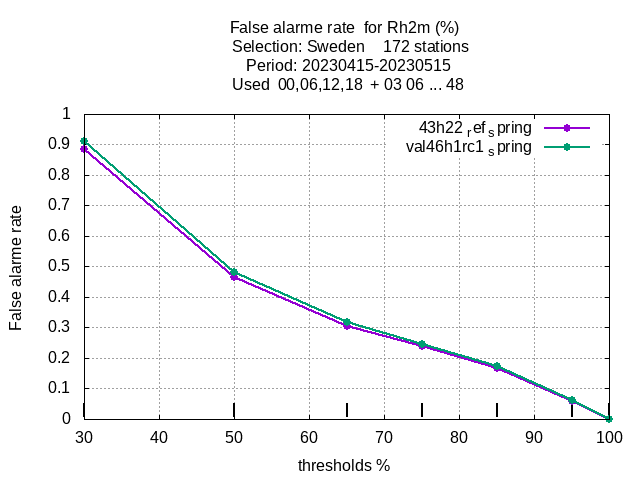 False alarme rate  for Rh2m (%)
Selection: Sweden    172 stations
Period: 20230415-20230515
Used  00,06,12,18  + 03 06 ... 48
43h22 ref spring
val46h1rc1 spring
1
0.9
0.8
0.7
0.6
0.5
0.4
0.3
0.2
0.1
0
False alarme rate
30 40 50 60 70 80 90 100
thresholds %